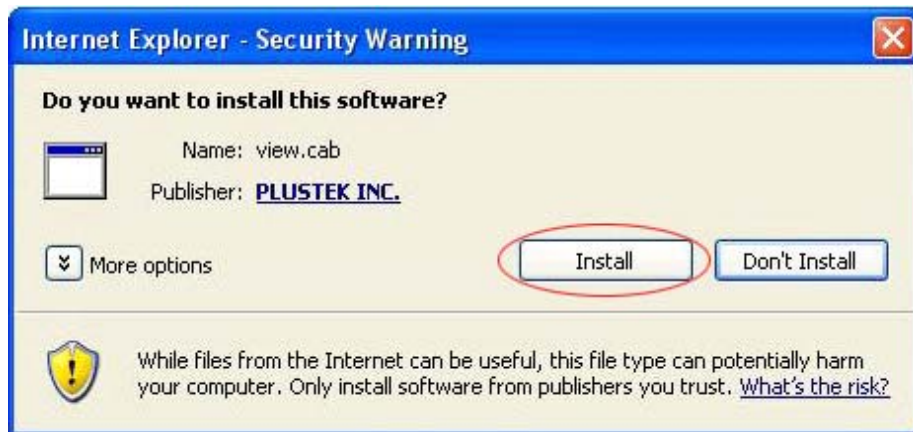 Internet Explorer - Security Warning
Do you want to install this software?
Name: view.cab
Publisher: PLUSTEK INC.
More options
Install
Don't Install
While files from the Internet can be useful, this file type can potentially harm
your computer. Only install software from publishers you trust. What's the risk?